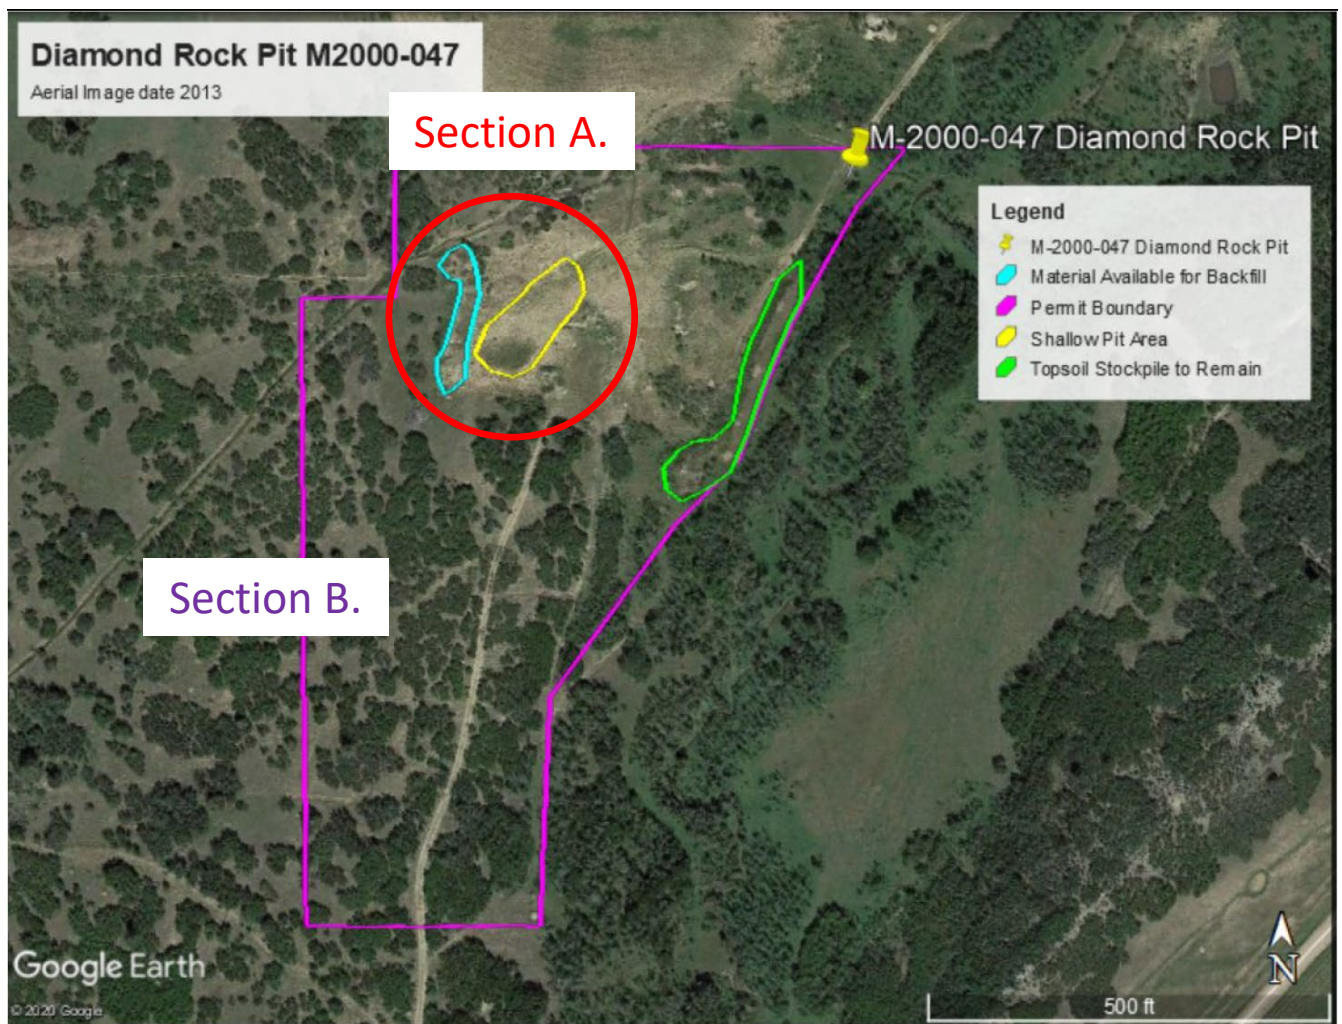 Diamond Rock Pit M2000-047
Aerial Image date 2013
Section A.
M-2000-047 Diamond Rock Pit
Legend
M-2000-047 Diamond Rock Pit
Material Available for Backfill
Permit Boundary
Shallow Pit Area
Topsoil Stockpile to Remain
Section B.
Google Earth
© 2020 Google
N
500 ft